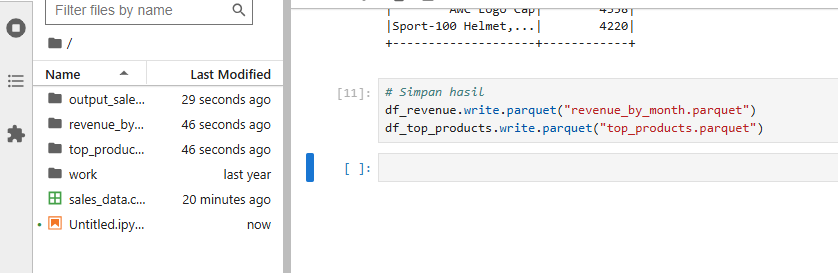 Filter files by name
/
Name Last Modified
output_sale... 29 seconds ago
revenue_by... 46 seconds ago
top_produc... 46 seconds ago
work last year
sales_data.c... 20 minutes ago
Untitled.ipy... now
| AWC Logo Cap| 4558|
|Sport-100 Helmet,...| 4220|
+--------------------+------------+
[11]: # Simpan hasil
df_revenue.write.parquet("revenue_by_month.parquet")
df_top_products.write.parquet("top_products.parquet")
[ ]: